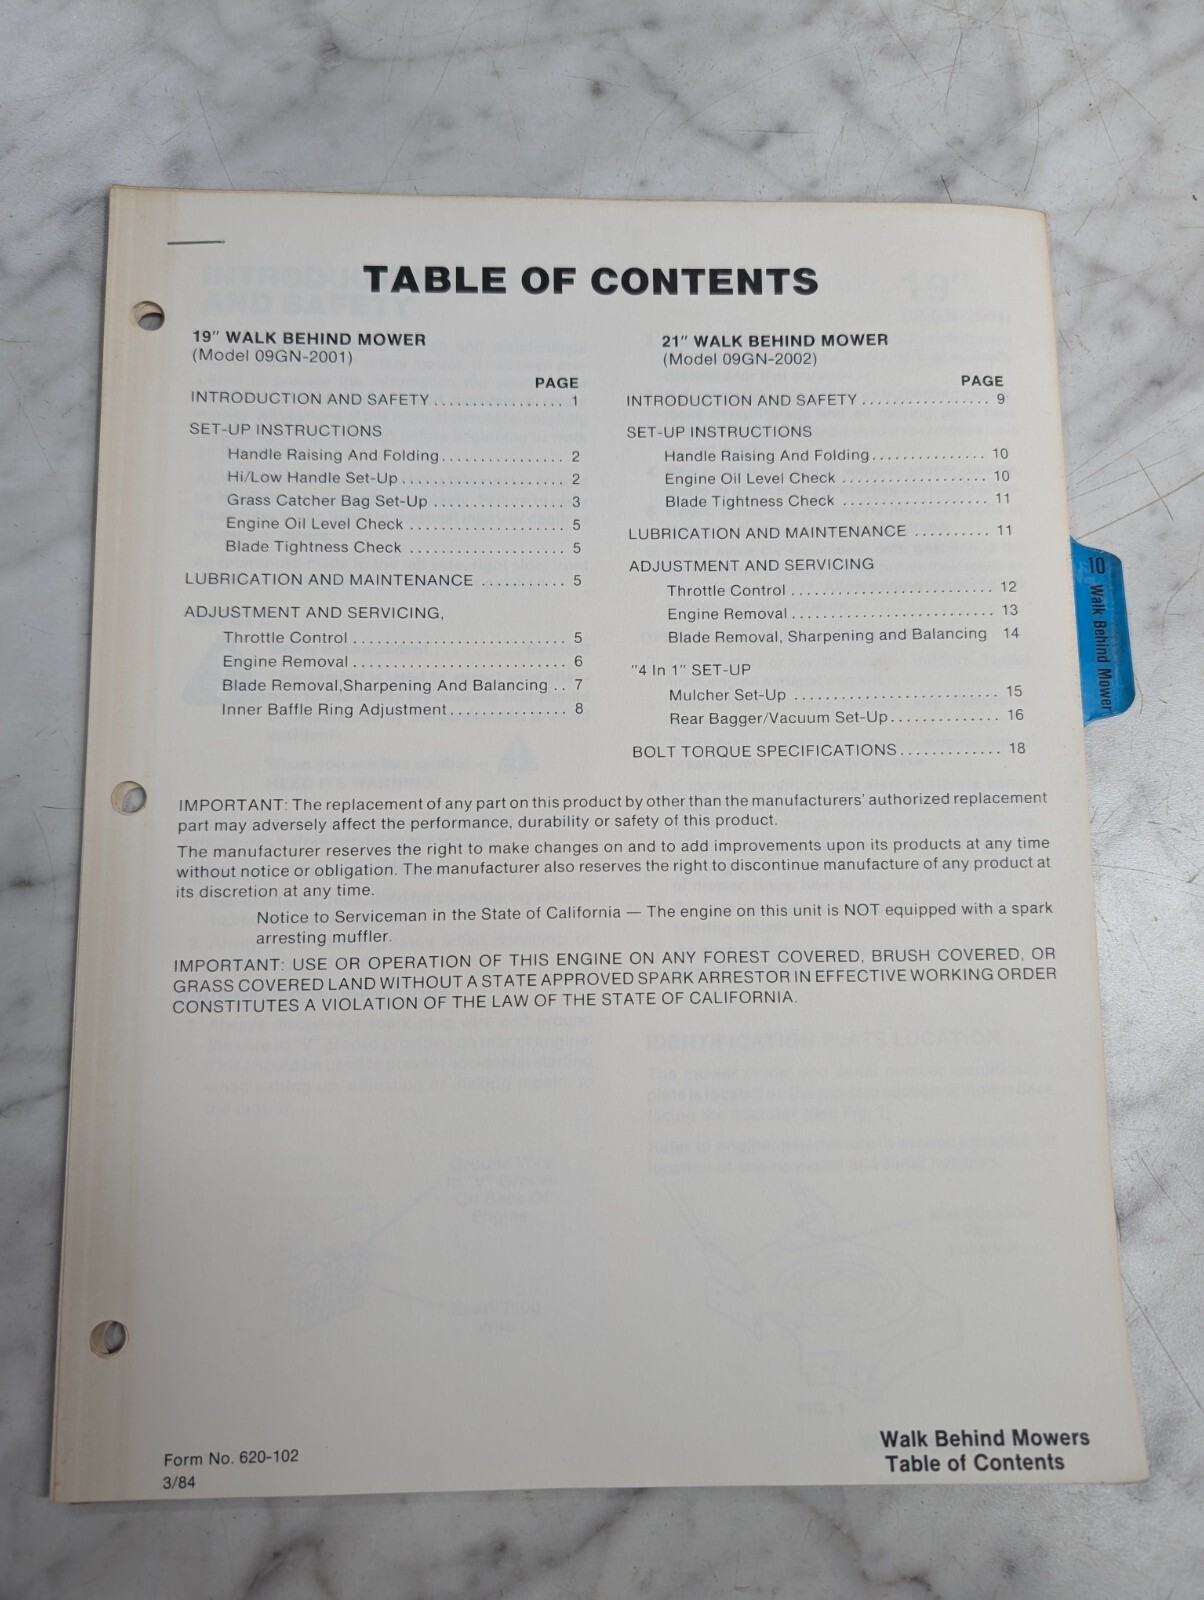 TABLE OF CONTENTS
19" WALK BEHIND MOWER
(Model 09GN-2001)
PAGE
INTRODUCTION AND SAFETY ................. 1
SET-UP INSTRUCTIONS
Handle Raising And Folding................ 2
Hi/Low Handle Set-Up ...................... 2
Grass Catcher Bag Set-Up ................. 3
Engine Oil Level Check .................... 5
Blade Tightness Check .................... 5
LUBRICATION AND MAINTENANCE ........... 5
ADJUSTMENT AND SERVICING,
Throttle Control ............................ 5
Engine Removal ............................ 6
Blade Removal,Sharpening And Balancing .. 7
Inner Baffle Ring Adjustment............... 8
21" WALK BEHIND MOWER
(Model 09GN-2002)
PAGE
INTRODUCTION AND SAFETY ................. 9
SET-UP INSTRUCTIONS
Handle Raising And Folding............... 10
Engine Oil Level Check ................... 10
Blade Tightness Check ................... 11
LUBRICATION AND MAINTENANCE .......... 11
ADJUSTMENT AND SERVICING
Throttle Control .......................... 12
Engine Removal .......................... 13
Blade Removal, Sharpening and Balancing 14
"4 In 1" SET-UP
Mulcher Set-Up .......................... 15
Rear Bagger/Vacuum Set-Up.............. 16
BOLT TORQUE SPECIFICATIONS............. 18
IMPORTANT: The replacement of any part on this product by other than the manufacturers' authorized replacement
part may adversely affect the performance, durability or safety of this product.
The manufacturer reserves the right to make changes on and to add improvements upon its products at any time
without notice or obligation. The manufacturer also reserves the right to discontinue manufacture of any product at
its discretion at any time.
Notice to Serviceman in the State of California — The engine on this unit is NOT equipped with a spark
arresting muffler.
IMPORTANT: USE OR OPERATION OF THIS ENGINE ON ANY FOREST COVERED, BRUSH COVERED, OR
GRASS COVERED LAND WITHOUT A STATE APPROVED SPARK ARRESTOR IN EFFECTIVE WORKING ORDER
CONSTITUTES A VIOLATION OF THE LAW OF THE STATE OF CALIFORNIA.
10 Walk Behind Mower
Form No. 620-102
3/84
Walk Behind Mowers
Table of Contents